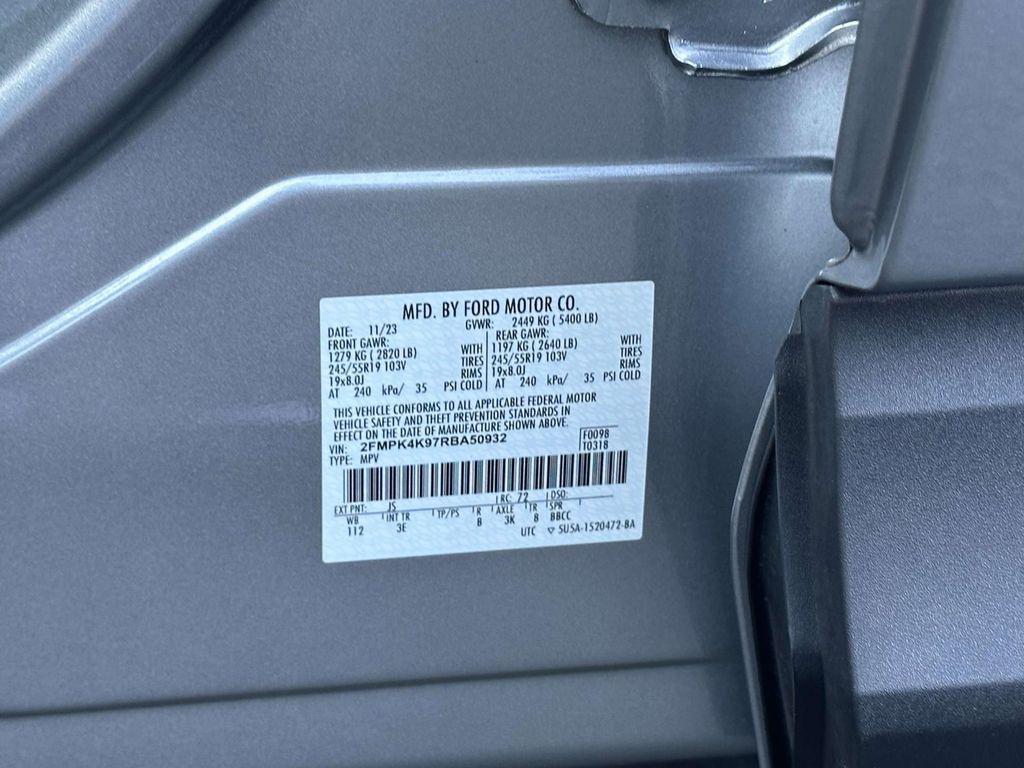 MFD. BY FORD MOTOR CO.
DATE: 11/23 GVWR: 2449 KG ( 5400 LB)
FRONT GAWR: REAR GAWR:
1279 KG ( 2820 LB) WITH 1197 KG ( 2640 LB) WITH
245/55R19 103V TIRES 245/55R19 103V TIRES
19x8.0J RIMS 19x8.0J RIMS
AT 240 kPa/ 35 PSI COLD AT 240 kPa/ 35 PSI COLD
THIS VEHICLE CONFORMS TO ALL APPLICABLE FEDERAL MOTOR
VEHICLE SAFETY AND THEFT PREVENTION STANDARDS IN
EFFECT ON THE DATE OF MANUFACTURE SHOWN ABOVE.
VIN: 2FMPK4K97RBA50932 F0098
TYPE: MPV T0318
EXT PNT: JS RC: 72 DSO:
WB INT TR TP/PS R AXLE TR SPR
112 3E B 3K 8 BBCC
UTC ▽ SU5A-1520472-BA